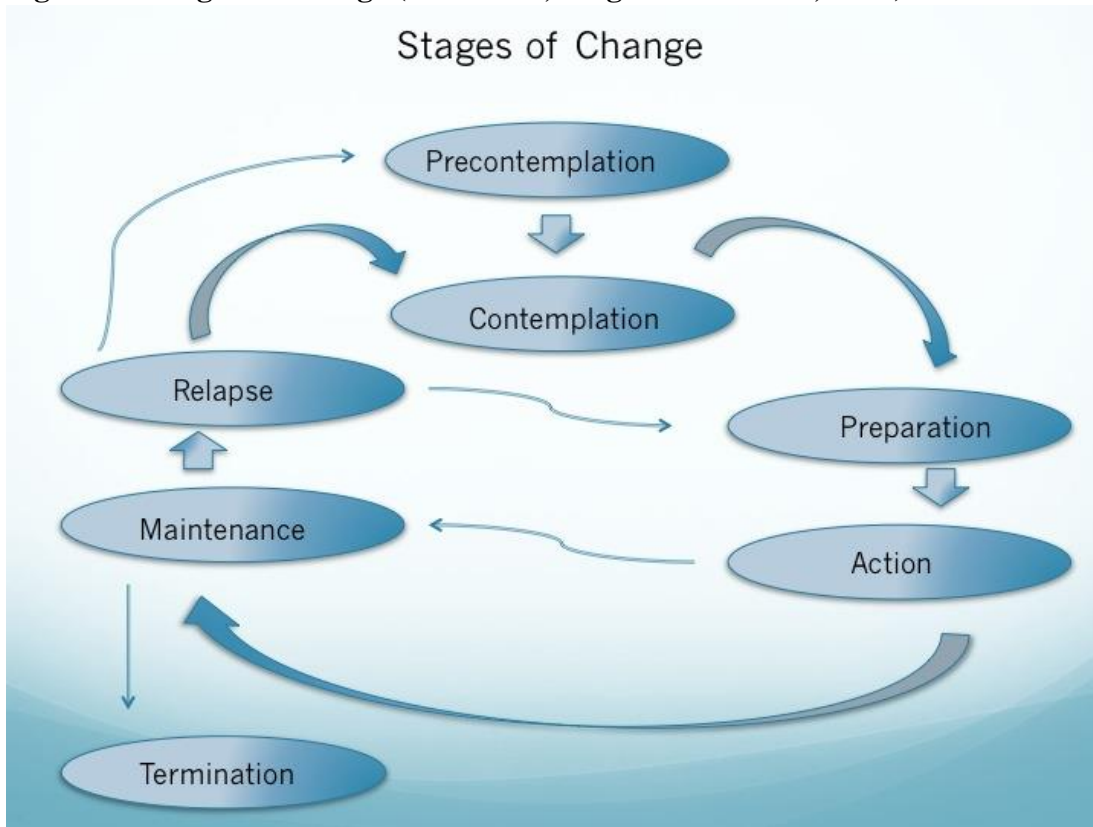 Stages of Change
Precontemplation
Contemplation
Relapse
Preparation
Maintenance
Action
Termination